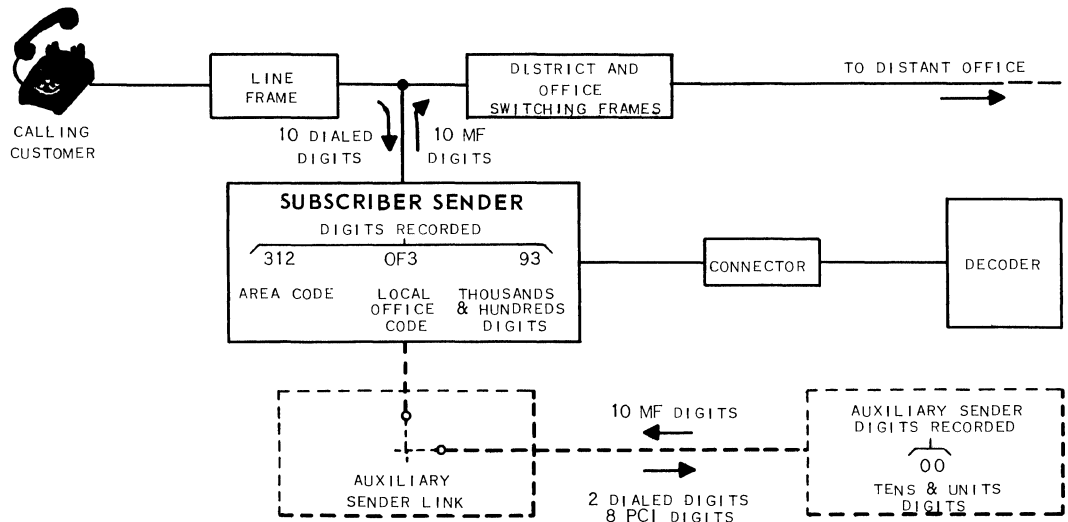 CALLING
CUSTOMER
LINE
FRAME
DISTRICT AND
OFFICE
SWITCHING FRAMES
TO DISTANT OFFICE
10 DIALED
DIGITS
10 MF
DIGITS
SUBSCRIBER SENDER
DIGITS RECORDED
312 OF3 93
AREA CODE
LOCAL
OFFICE
CODE
THOUSANDS
& HUNDREDS
DIGITS
CONNECTOR
DECODER
AUXILIARY
SENDER LINK
10 MF DIGITS
2 DIALED DIGITS
8 PCI DIGITS
AUXILIARY SENDER
DIGITS RECORDED
00
TENS & UNITS
DIGITS